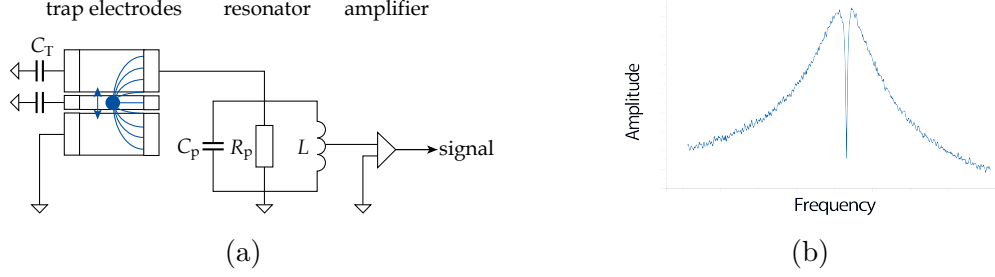 trap electrodes resonator amplifier
C_T
C_p R_p L signal
(a)
Amplitude
Frequency
(b)